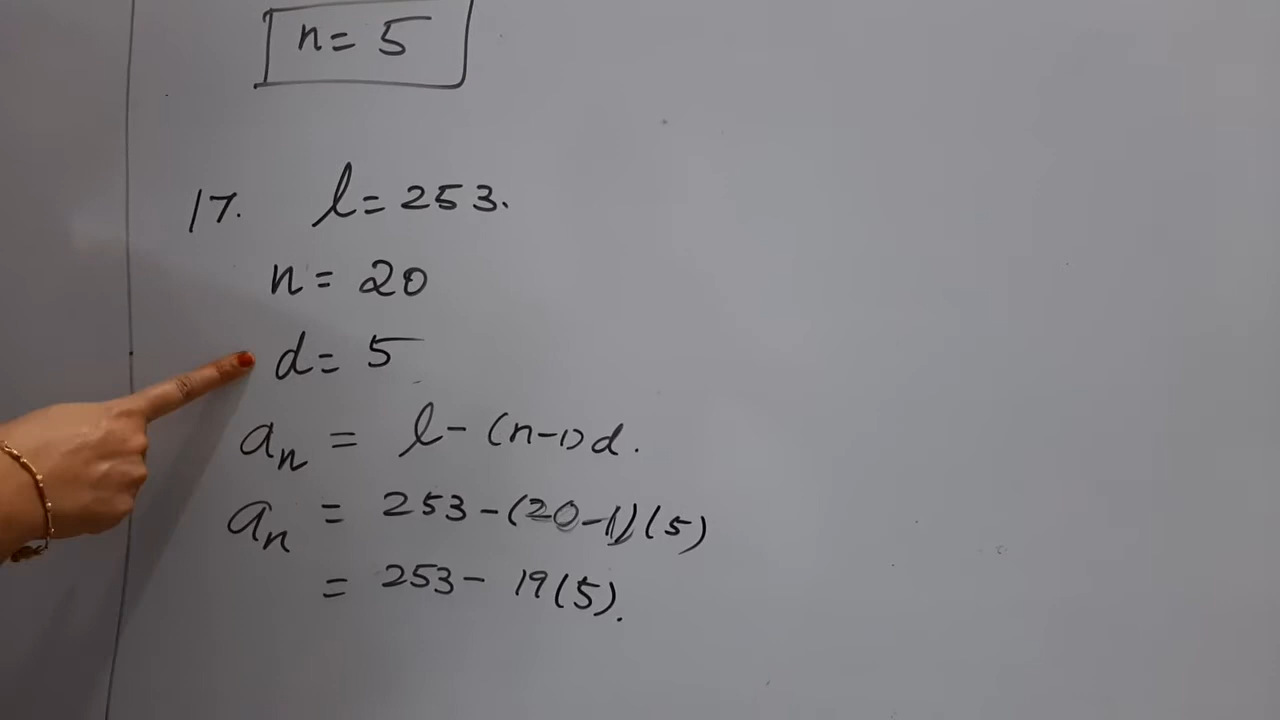 n = 5
17. l = 253.
n = 20
d = 5
aₙ = l - (n-1)d.
aₙ = 253 - (20-1)(5)
= 253 - 19(5).